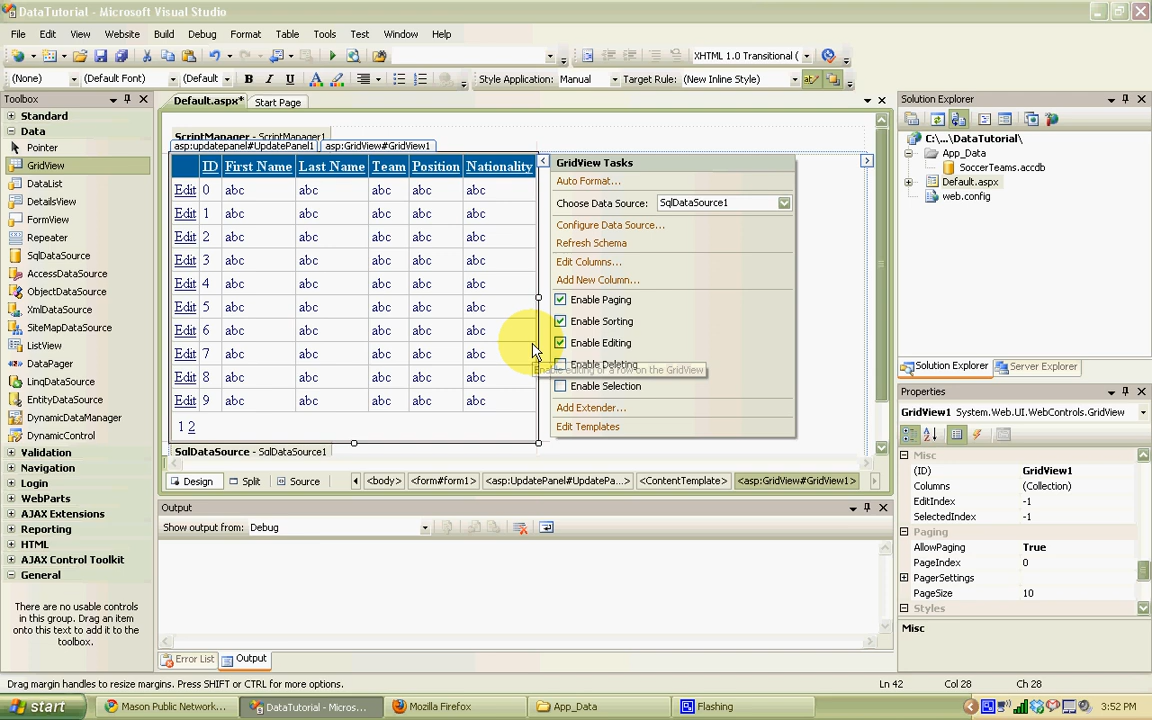 DataTutorial - Microsoft Visual Studio
File Edit View Website Build Debug Format Table Tools Test Window Help
XHTML 1.0 Transitional (
(None) (Default Font) (Default B I U Style Application: Manual Target Rule: (New Inline Style)
Toolbox
Standard
Data
Pointer
GridView
DataList
DetailsView
FormView
Repeater
SqlDataSource
AccessDataSource
ObjectDataSource
XmlDataSource
SiteMapDataSource
ListView
DataPager
LinqDataSource
EntityDataSource
DynamicDataManager
DynamicControl
Validation
Navigation
Login
WebParts
AJAX Extensions
Reporting
HTML
AJAX Control Toolkit
General
There are no usable controls
in this group. Drag an item
onto this text to add it to the
toolbox.
Default.aspx* Start Page
ScriptManager - ScriptManager1
asp:updatepanel#UpdatePanel1 asp:GridView#GridView1
ID First Name Last Name Team Position Nationality
Edit 0 abc abc abc abc abc
Edit 1 abc abc abc abc abc
Edit 2 abc abc abc abc abc
Edit 3 abc abc abc abc abc
Edit 4 abc abc abc abc abc
Edit 5 abc abc abc abc abc
Edit 6 abc abc abc abc abc
Edit 7 abc abc abc abc abc
Edit 8 abc abc abc abc abc
Edit 9 abc abc abc abc abc
1 2
SqlDataSource - SqlDataSource1
GridView Tasks
Auto Format...
Choose Data Source: SqlDataSource1
Configure Data Source...
Refresh Schema
Edit Columns...
Add New Column...
Enable Paging
Enable Sorting
Enable Editing
Enable Deleting
Enable editing of a row on the GridView
Enable Selection
Add Extender...
Edit Templates
Design Split Source <body> <form#form1> <asp:UpdatePanel#UpdatePa...> <ContentTemplate> <asp:GridView#GridView1>
Output
Show output from: Debug
Error List Output
Solution Explorer
C:\...\DataTutorial\
App_Data
SoccerTeams.accdb
Default.aspx
web.config
Solution Explorer Server Explorer
Properties
GridView1 System.Web.UI.WebControls.GridView
Misc
(ID) GridView1
Columns (Collection)
EditIndex -1
SelectedIndex -1
Paging
AllowPaging True
PageIndex 0
PagerSettings
PageSize 10
Styles
Misc
Drag margin handles to resize margins. Press SHIFT or CTRL for more options. Ln 42 Col 28 Ch 28
start Mason Public Network... DataTutorial - Micros... Mozilla Firefox App_Data Flashing 3:52 PM